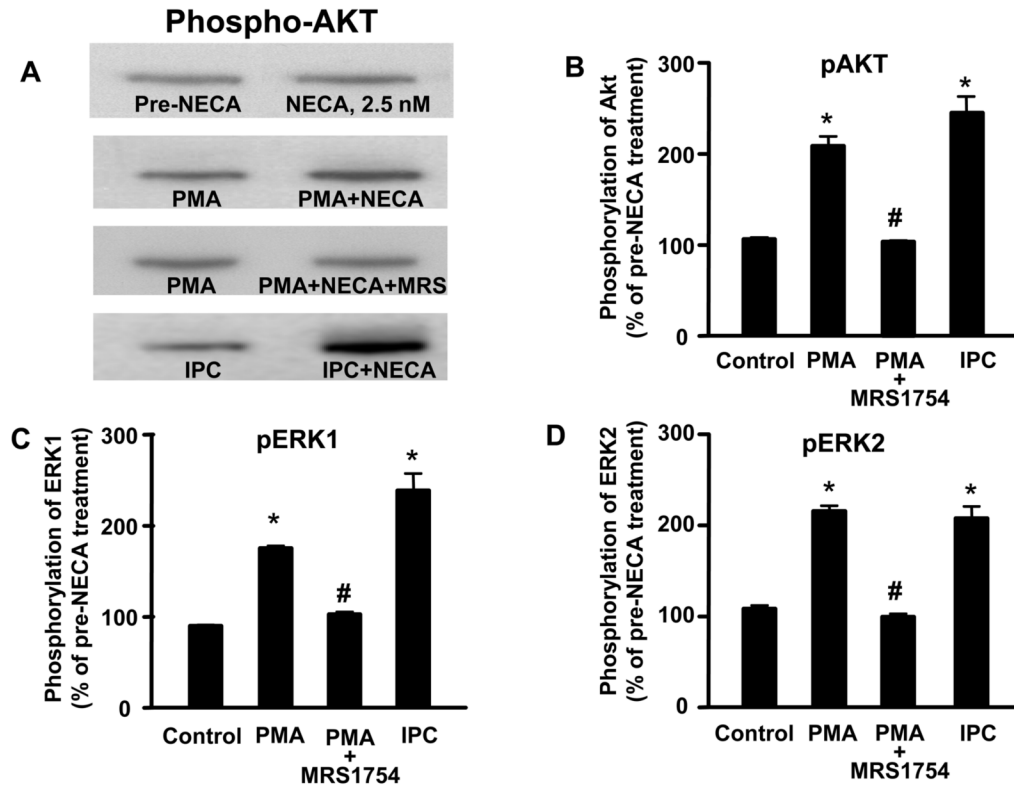 Phospho-AKT
A
Pre-NECA NECA, 2.5 nM
PMA PMA+NECA
PMA PMA+NECA+MRS
IPC IPC+NECA
B
pAKT
Phosphorylation of Akt
(% of pre-NECA treatment)
300
200
100
0
* # *
Control PMA PMA IPC
+
MRS1754
C
pERK1
Phosphorylation of ERK1
(% of pre-NECA treatment)
300
200
100
0
* # *
Control PMA PMA IPC
+
MRS1754
D
pERK2
Phosphorylation of ERK2
(% of pre-NECA treatment)
300
200
100
0
* # *
Control PMA PMA IPC
+
MRS1754